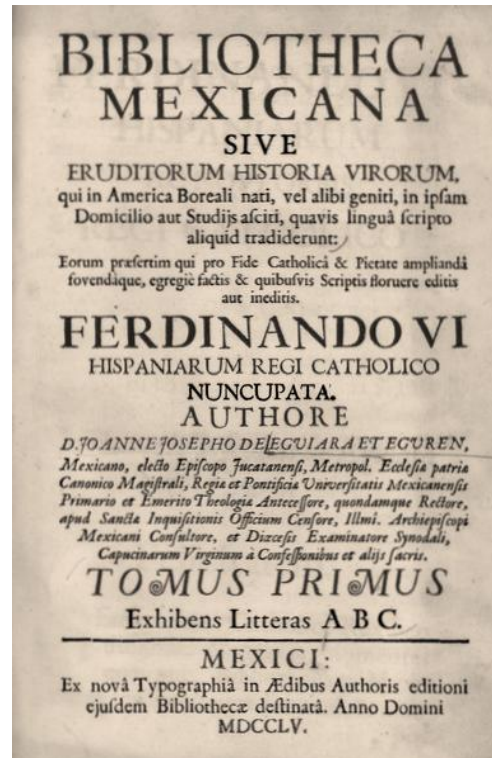 BIBLIOTHECA
MEXICANA
SIVE
ERUDITORUM HISTORIA VIRORUM,
qui in America Boreali nati, vel alibi geniti, in ipſam
Domicilio aut Studijs aſciti, quavis linguâ ſcripto
aliquid tradiderunt:
Eorum præſertim qui pro Fide Catholicâ & Pietate ampliandâ
fovendâque, egregiè factis & quibuſvis Scriptis floruere editis
aut ineditis.
FERDINANDO VI
HISPANIARUM REGI CATHOLICO
NUNCUPATA.
AUTHORE
D. JOANNE JOSEPHO DE EGUIARA ET EGUREN,
Mexicano, electo Epiſcopo Jucatanenſi, Metropol. Eccleſiæ patriæ
Canonico Magiſtrali, Regiæ et Pontificiæ Univerſitatis Mexicanenſis
Primario et Emerito Theologiæ Anteceſſore, quondamque Rectore,
apud Sanctæ Inquiſitionis Officium Cenſore, Illmi. Archiepiſcopi
Mexicani Conſultore, et Diœceſis Examinatore Synodali,
Capucinarum Virginum à Confeſſionibus et alijs ſacris.
TOMUS PRIMUS
Exhibens Litteras A B C.
MEXICI:
Ex novâ Typographiâ in Ædibus Authoris editioni
ejuſdem Bibliothecæ deſtinatâ. Anno Domini
MDCCLV.